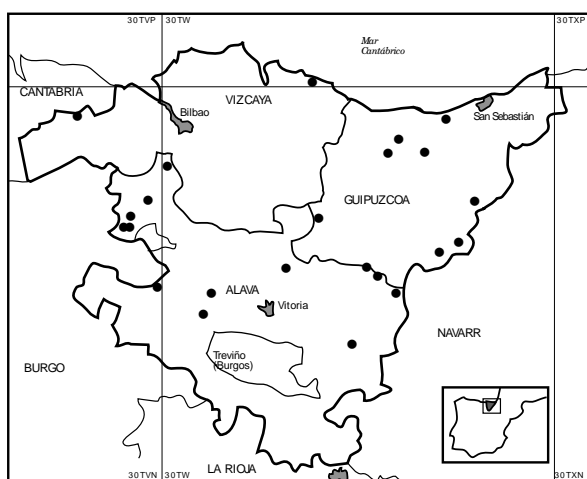 30TVP 30TW 30TXP
Mar
Cantábrico
CANTABRIA
VIZCAYA
Bilbao
San Sebastián
GUIPUZCOA
ALAVA
Vitoria
NAVARR
Treviño
(Burgos)
BURGO
LA RIOJA
30TVN 30TW 30TXN